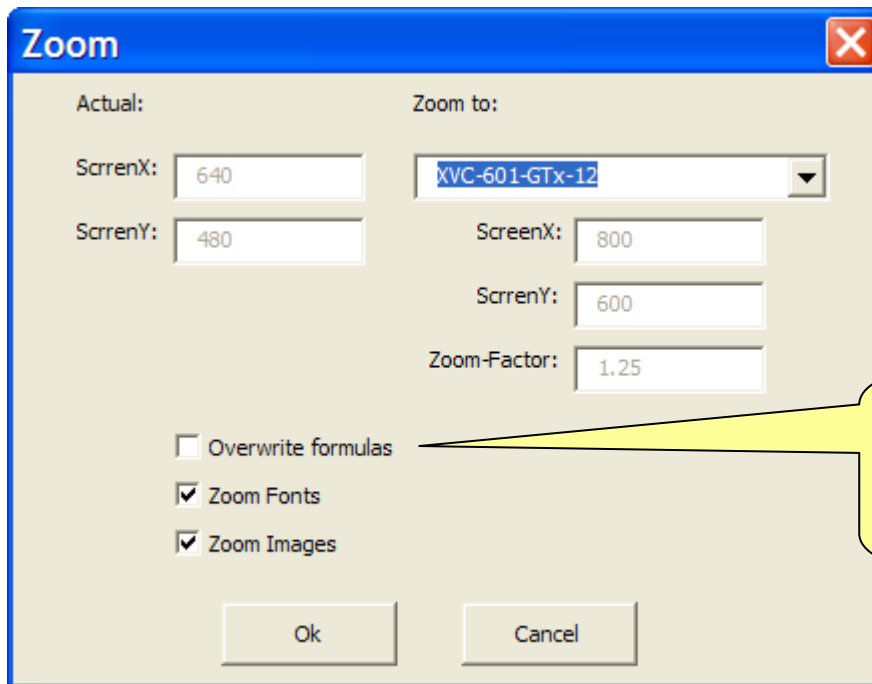 Zoom
Actual:
Zoom to:
ScrrenX:
640
XVC-601-GTx-12
ScrrenY:
480
ScreenX:
800
ScrrenY:
600
Zoom-Factor:
1.25
Overwrite formulas
Zoom Fonts
Zoom Images
Ok
Cancel